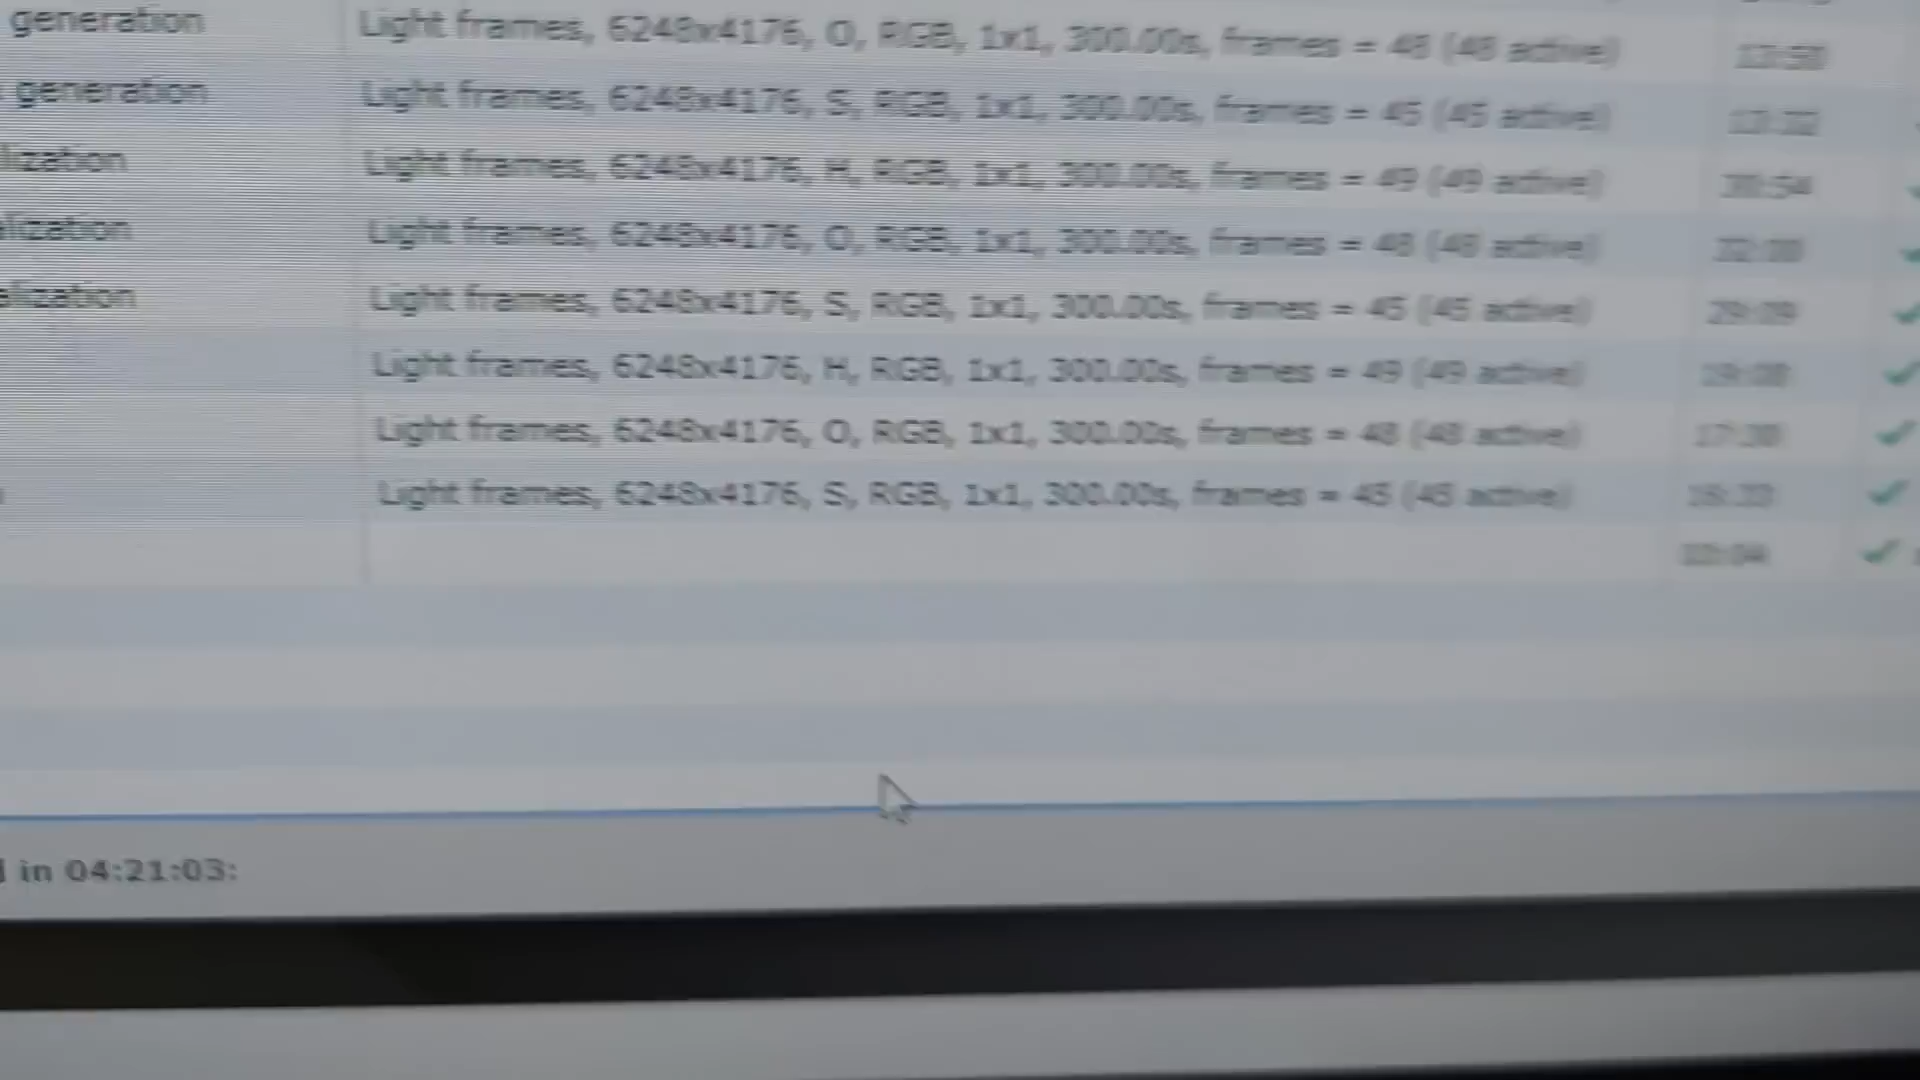 generation Light frames, 6248x4176, O, RGB, 1x1, 300.00s, frames = 48 (48 active)
generation Light frames, 6248x4176, S, RGB, 1x1, 300.00s, frames = 45 (45 active)
lization Light frames, 6248x4176, H, RGB, 1x1, 300.00s, frames = 49 (49 active)
alization Light frames, 6248x4176, O, RGB, 1x1, 300.00s, frames = 48 (48 active)
alization Light frames, 6248x4176, S, RGB, 1x1, 300.00s, frames = 45 (45 active)
Light frames, 6248x4176, H, RGB, 1x1, 300.00s, frames = 49 (49 active)
Light frames, 6248x4176, O, RGB, 1x1, 300.00s, frames = 48 (48 active)
Light frames, 6248x4176, S, RGB, 1x1, 300.00s, frames = 45 (45 active)
in 04:21:03: